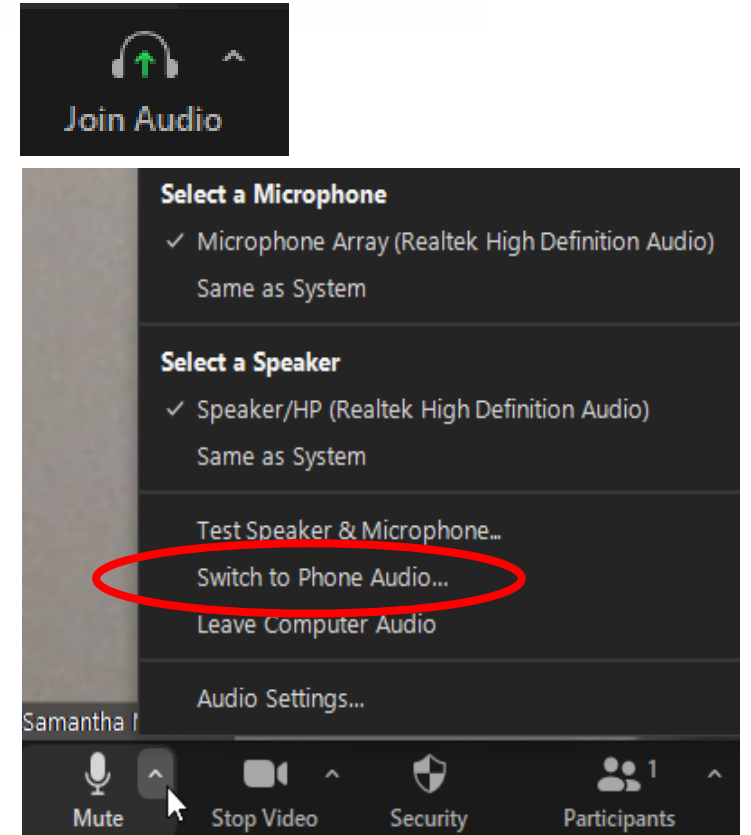 Join Audio
Select a Microphone
Microphone Array (Realtek High Definition Audio)
Same as System
Select a Speaker
Speaker/HP (Realtek High Definition Audio)
Same as System
Test Speaker & Microphone...
Switch to Phone Audio...
Leave Computer Audio
Audio Settings...
Samantha
1
Mute Stop Video Security Participants